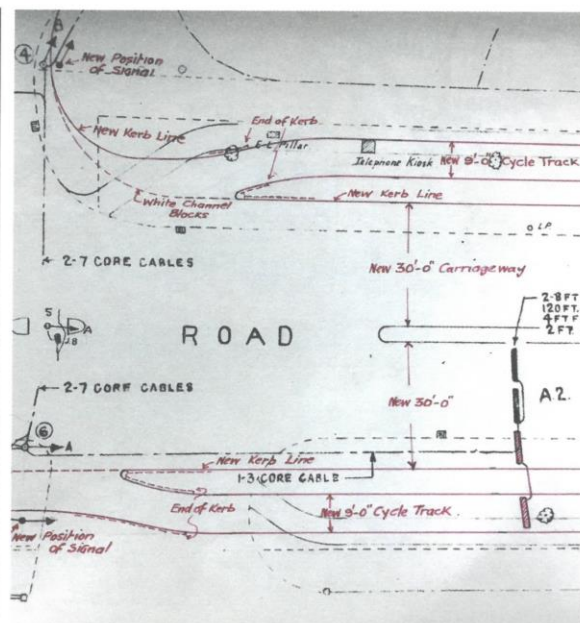 B
4
New Position
of Signal
New Kerb Line
End of Kerb
E.L. Pillar
Telephone Kiosk
New 9'-0" Cycle Track
White Channel
Blocks
New Kerb Line
L.P.
2-7 CORE CABLES
New 30'-0" Carriageway
5
A
B
ROAD
2-8FT
120FT.
2FT.
A.2.
2-7 CORE CABLES
New 30'-0"
6
A
New Kerb Line
1-3 CORE CABLE
End of Kerb
New 9'-0" Cycle Track
New Position
of Signal